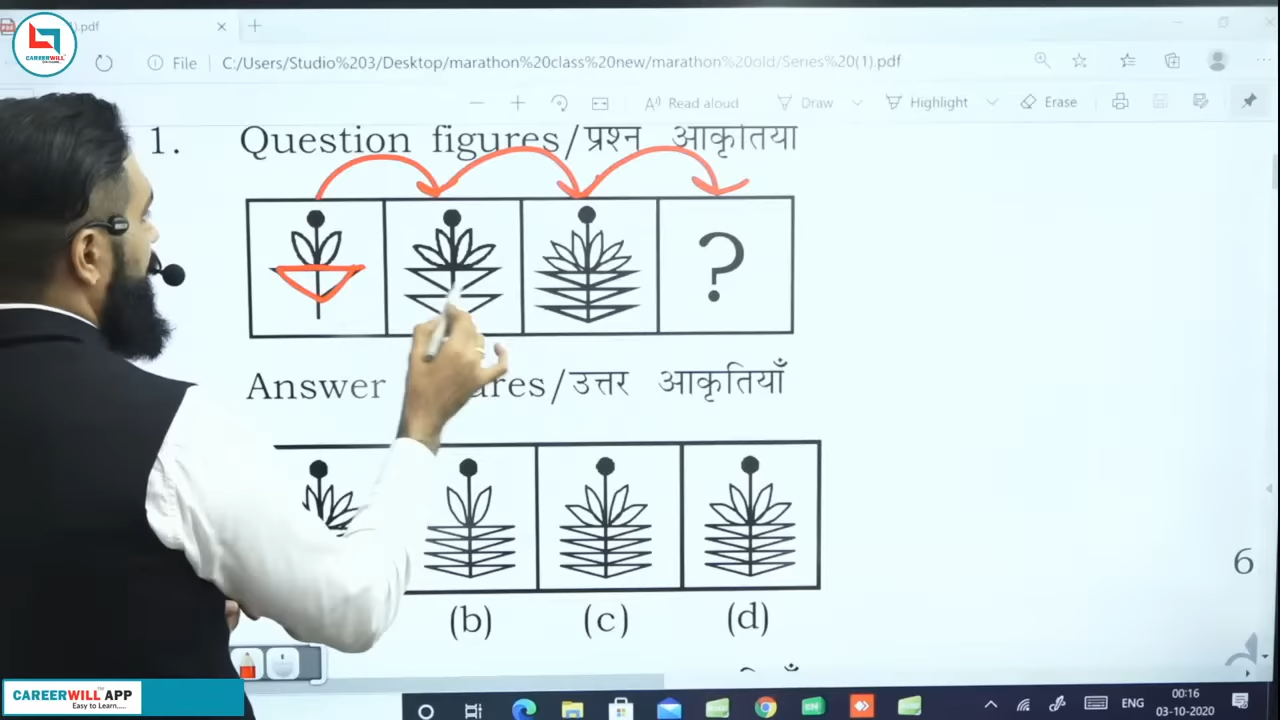 1).pdf
CAREERWILL
File C:/Users/Studio%203/Desktop/marathon%20class%20new/marathon%20old/Series%20(1).pdf
Read aloud Draw Highlight Erase
1. Question figures/प्रश्न आकृतियाँ
?
Answer /उत्तर आकृतियाँ
6
(b) (c) (d)
CAREERWILL APP
Easy to Learn.....
ENG
00:16
03-10-2020